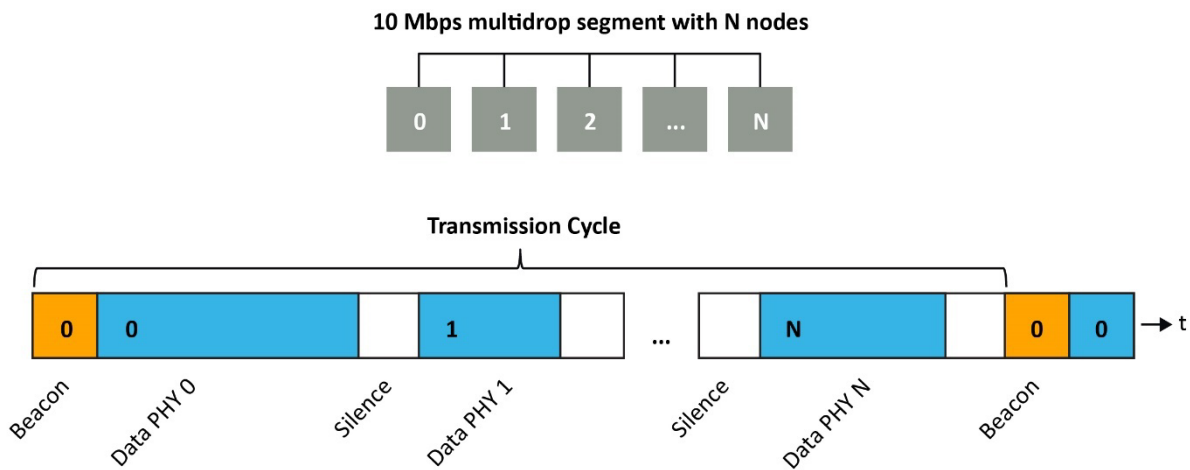 10 Mbps multidrop segment with N nodes
0 1 2 ... N
Transmission Cycle
0 0 1 ... N 0 0 t
Beacon Data PHY 0 Silence Data PHY 1 Silence Data PHY N Beacon